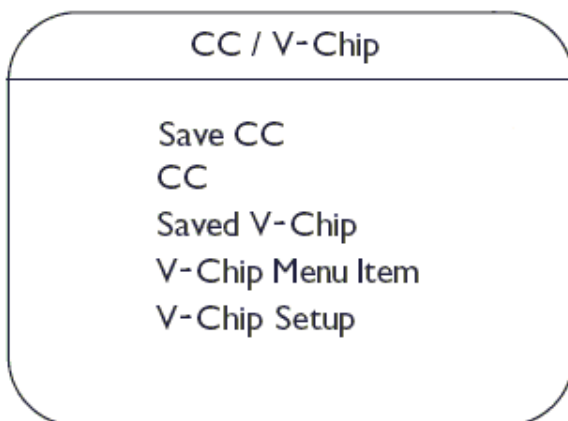 CC / V-Chip
Save CC
CC
Saved V-Chip
V-Chip Menu Item
V-Chip Setup